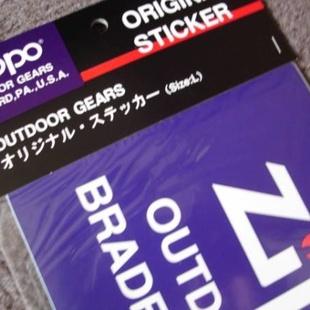 ppo
OR GEARS
RD,PA.,U.S.A.
ORIGIN
STICKER
OUTDOOR GEARS
オリジナル・ステッカー (Size:L)
Z
OUTD
BRADF